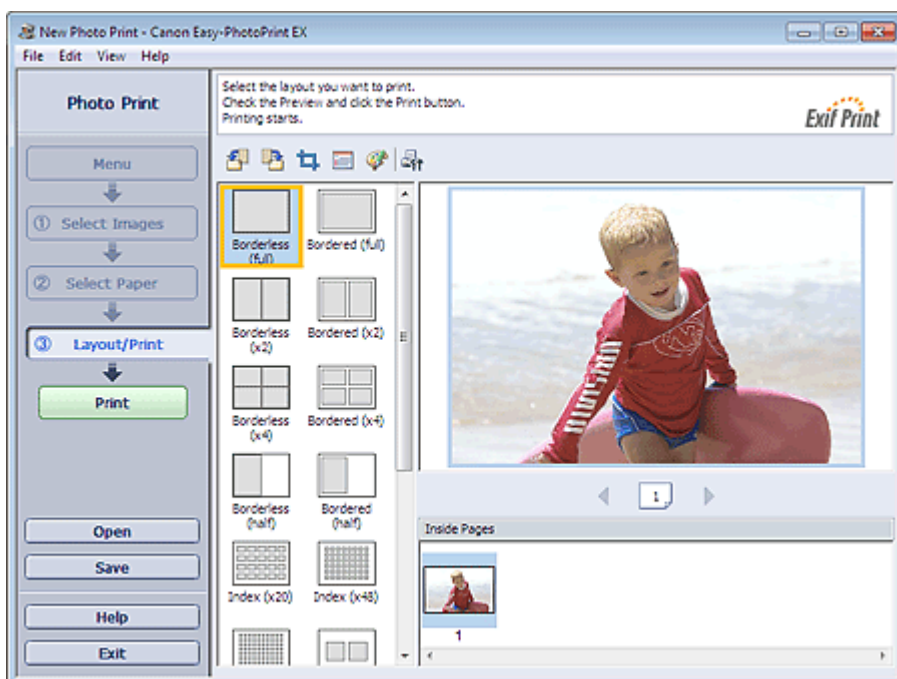 New Photo Print - Canon Easy-PhotoPrint EX
File Edit View Help
Photo Print
Select the layout you want to print.
Check the Preview and click the Print button.
Printing starts.
Exif Print
Menu
① Select Images
② Select Paper
③ Layout/Print
Print
Open
Save
Help
Exit
Borderless
(full)
Bordered (full)
Borderless
(x2)
Bordered (x2)
Borderless
(x4)
Bordered (x4)
Borderless
(half)
Bordered
(half)
Index (x20)
Index (x48)
1
Inside Pages
1